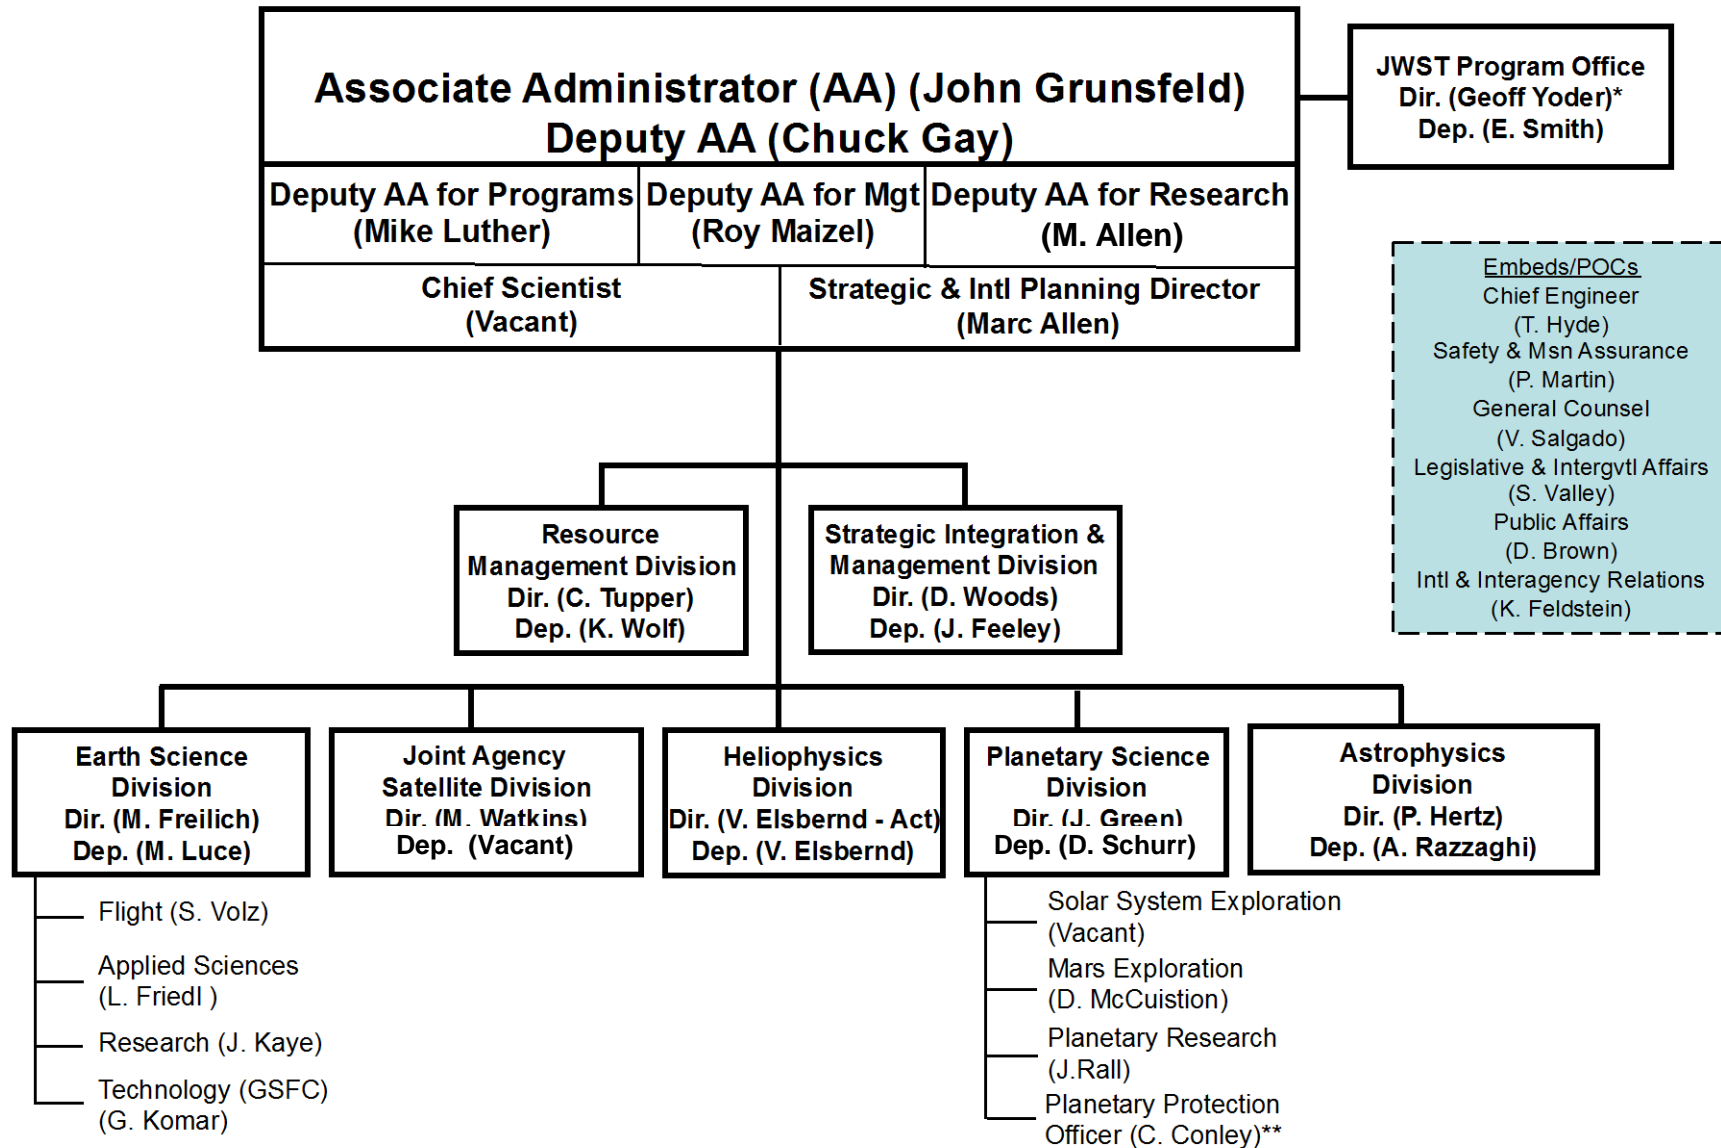 Associate Administrator (AA) (John Grunsfeld)
Deputy AA (Chuck Gay)
Deputy AA for Programs
(Mike Luther)
Deputy AA for Mgt
(Roy Maizel)
Deputy AA for Research
(M. Allen)
Chief Scientist
(Vacant)
Strategic & Intl Planning Director
(Marc Allen)
JWST Program Office
Dir. (Geoff Yoder)*
Dep. (E. Smith)
Embeds/POCs
Chief Engineer
(T. Hyde)
Safety & Msn Assurance
(P. Martin)
General Counsel
(V. Salgado)
Legislative & Intergvtl Affairs
(S. Valley)
Public Affairs
(D. Brown)
Intl & Interagency Relations
(K. Feldstein)
Resource
Management Division
Dir. (C. Tupper)
Dep. (K. Wolf)
Strategic Integration &
Management Division
Dir. (D. Woods)
Dep. (J. Feeley)
Earth Science
Division
Dir. (M. Freilich)
Dep. (M. Luce)
Flight (S. Volz)
Applied Sciences
(L. Friedl )
Research (J. Kaye)
Technology (GSFC)
(G. Komar)
Joint Agency
Satellite Division
Dir. (M. Watkins)
Dep. (Vacant)
Heliophysics
Division
Dir. (V. Elsbernd - Act)
Dep. (V. Elsbernd)
Planetary Science
Division
Dir. (J. Green)
Dep. (D. Schurr)
Solar System Exploration
(Vacant)
Mars Exploration
(D. McCuistion)
Planetary Research
(J.Rall)
Planetary Protection
Officer (C. Conley)**
Astrophysics
Division
Dir. (P. Hertz)
Dep. (A. Razzaghi)